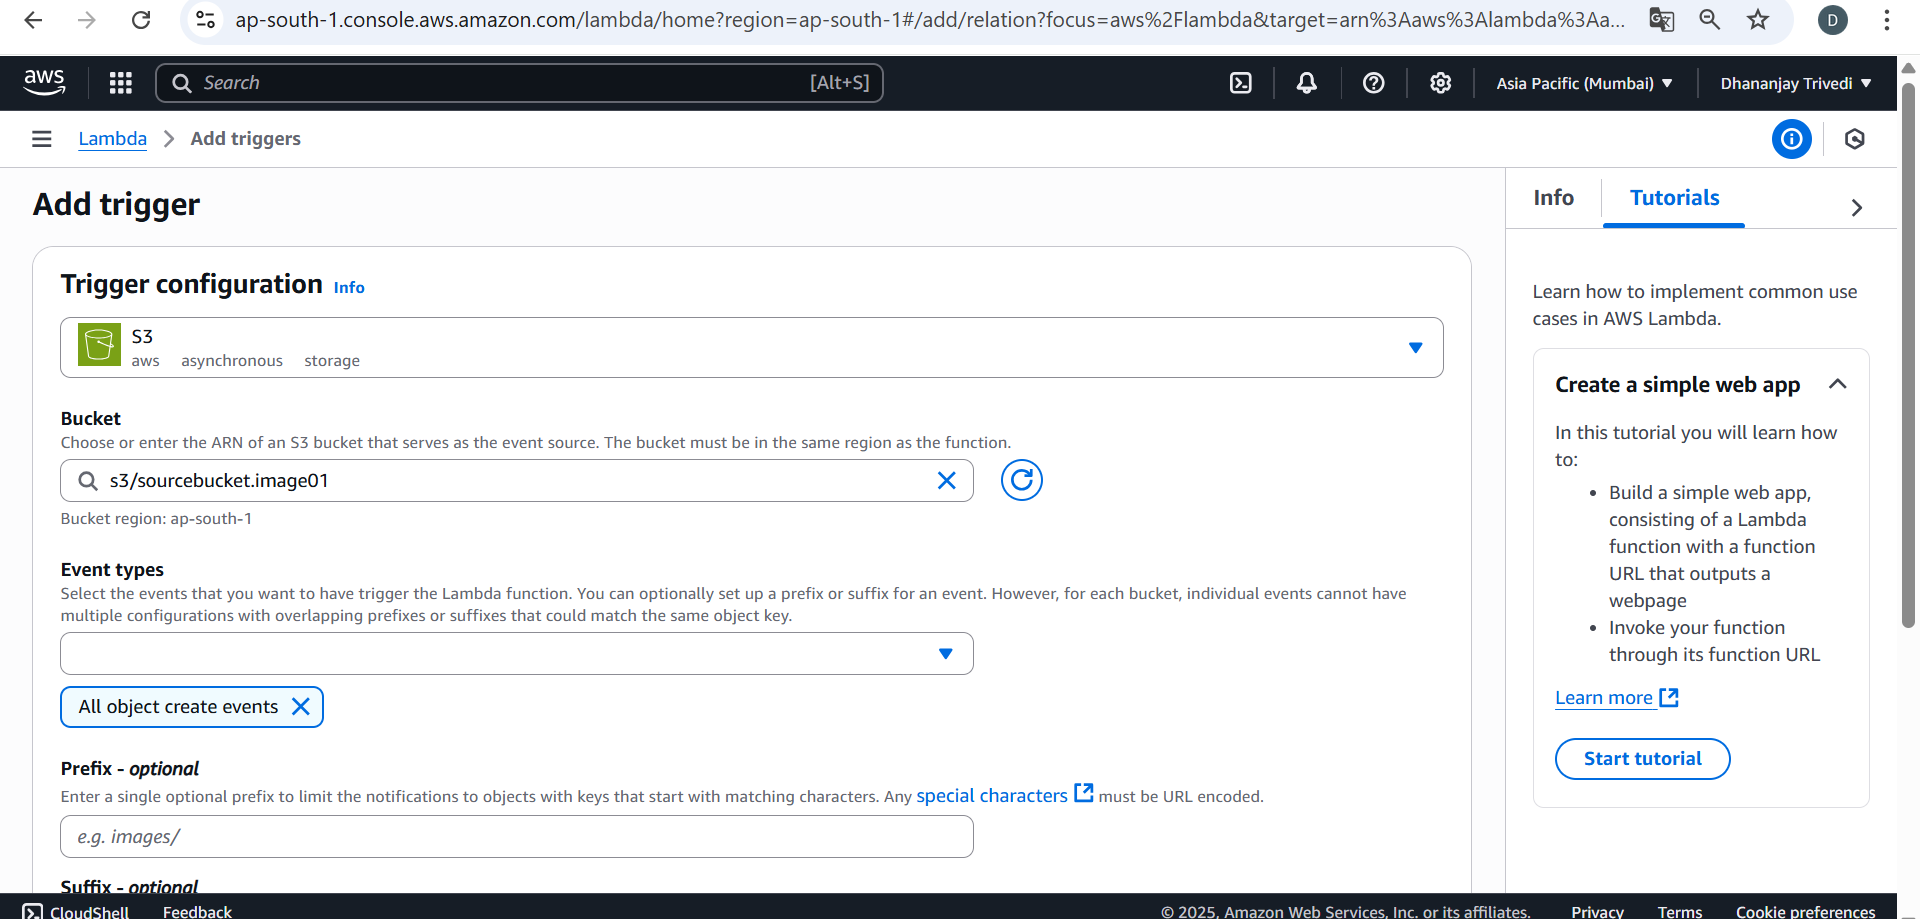 ap-south-1.console.aws.amazon.com/lambda/home?region=ap-south-1#/add/relation?focus=aws%2Flambda&target=arn%3Aaws%3Alambda%3Aa...
D
aws
Search [Alt+S]
Asia Pacific (Mumbai)
Dhananjay Trivedi
Lambda
Add triggers
Add trigger
Trigger configuration Info
S3
aws asynchronous storage
Bucket
Choose or enter the ARN of an S3 bucket that serves as the event source. The bucket must be in the same region as the function.
s3/sourcebucket.image01
Bucket region: ap-south-1
Event types
Select the events that you want to have trigger the Lambda function. You can optionally set up a prefix or suffix for an event. However, for each bucket, individual events cannot have
multiple configurations with overlapping prefixes or suffixes that could match the same object key.
All object create events
Prefix - optional
Enter a single optional prefix to limit the notifications to objects with keys that start with matching characters. Any special characters must be URL encoded.
e.g. images/
Suffix - optional
Info
Tutorials
Learn how to implement common use
cases in AWS Lambda.
Create a simple web app
In this tutorial you will learn how
to:
• Build a simple web app,
consisting of a Lambda
function with a function
URL that outputs a
webpage
• Invoke your function
through its function URL
Learn more
Start tutorial
CloudShell
Feedback
© 2025, Amazon Web Services, Inc. or its affiliates.
Privacy
Terms
Cookie preferences